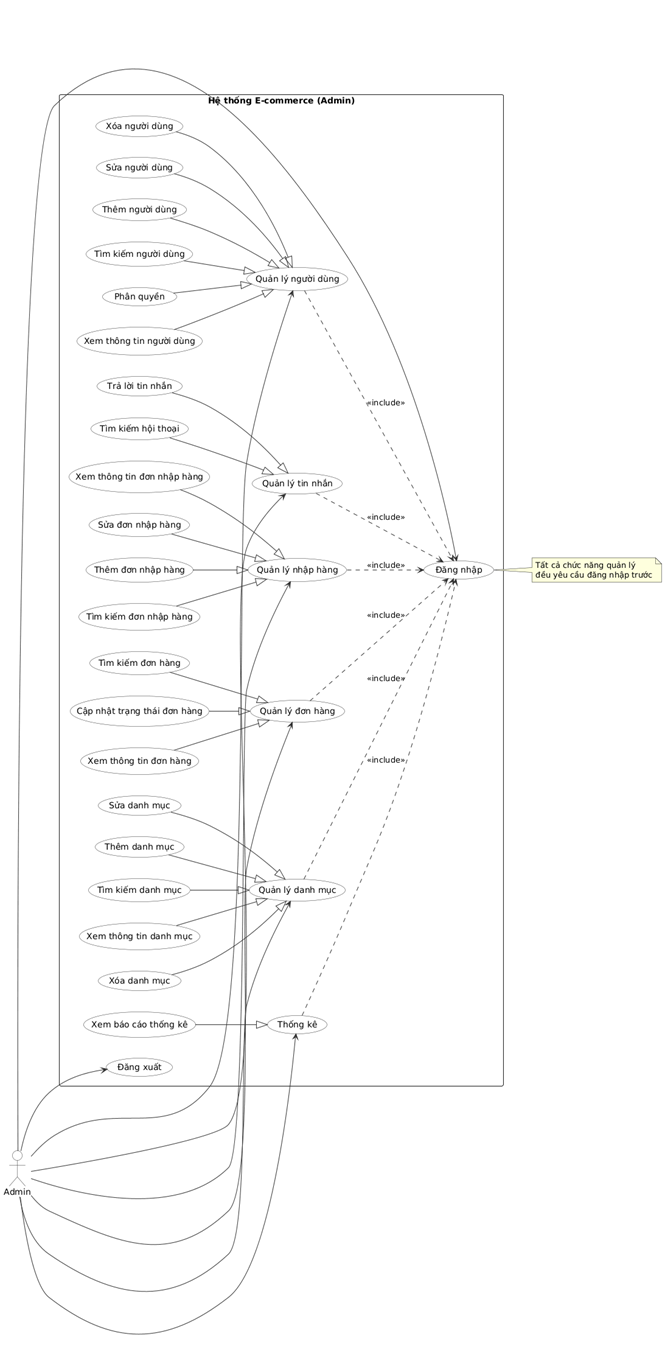 Hệ thống E-commerce (Admin)
Xóa người dùng
Sửa người dùng
Thêm người dùng
Tìm kiếm người dùng
Quản lý người dùng
Phân quyền
Xem thông tin người dùng
Trả lời tin nhắn
«include»
Tìm kiếm hội thoại
Xem thông tin đơn nhập hàng
Quản lý tin nhắn
Sửa đơn nhập hàng
«include»
Thêm đơn nhập hàng
Quản lý nhập hàng
«include»
Đăng nhập
Tất cả chức năng quản lý
đều yêu cầu đăng nhập trước
Tìm kiếm đơn nhập hàng
«include»
Tìm kiếm đơn hàng
«include»
Cập nhật trạng thái đơn hàng
Quản lý đơn hàng
Xem thông tin đơn hàng
«include»
Sửa danh mục
Thêm danh mục
Tìm kiếm danh mục
Quản lý danh mục
Xem thông tin danh mục
Xóa danh mục
Xem báo cáo thống kê
Thống kê
Đăng xuất
Admin